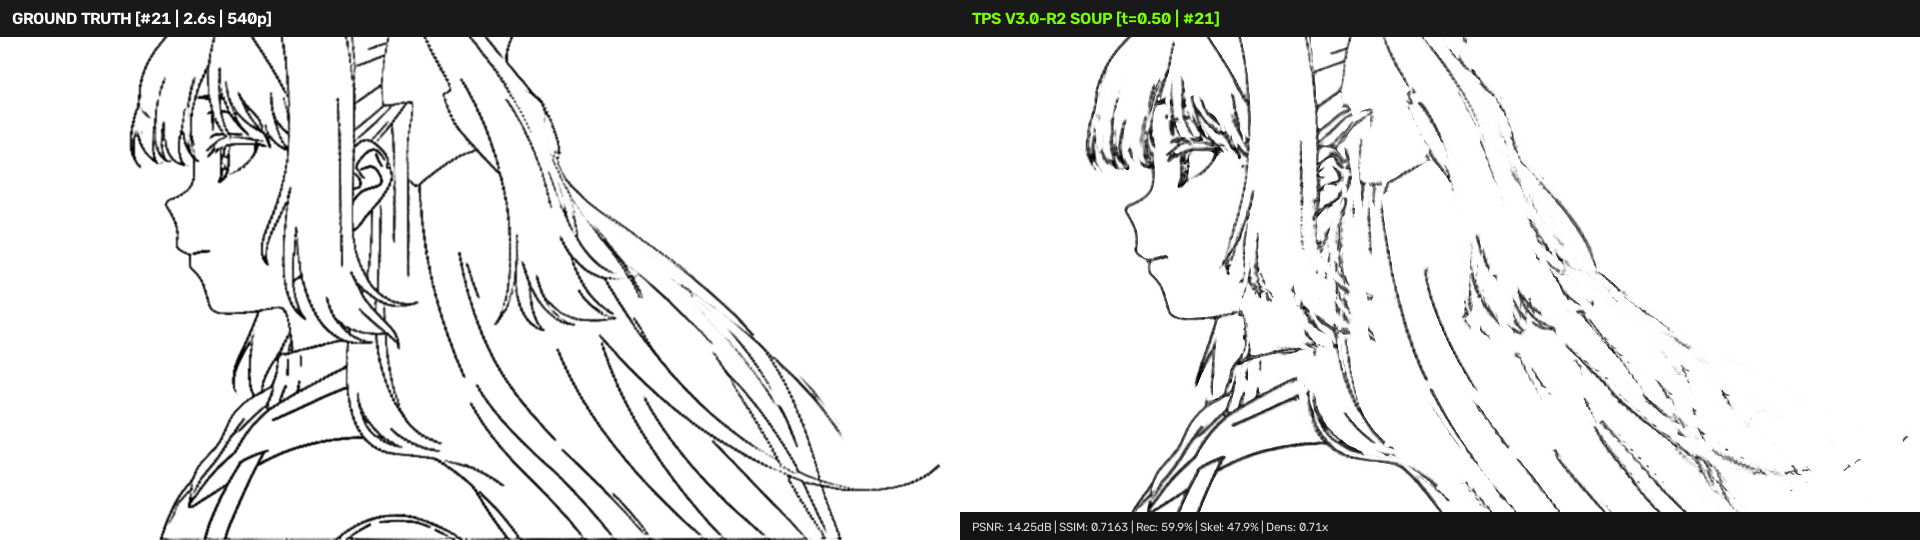 GROUND TRUTH [#21 | 2.6s | 540p]
TPS V3.0-R2 SOUP [t=0.50 | #21]
PSNR: 14.25dB | SSIM: 0.7163 | Rec: 59.9% | Skel: 47.9% | Dens: 0.71x